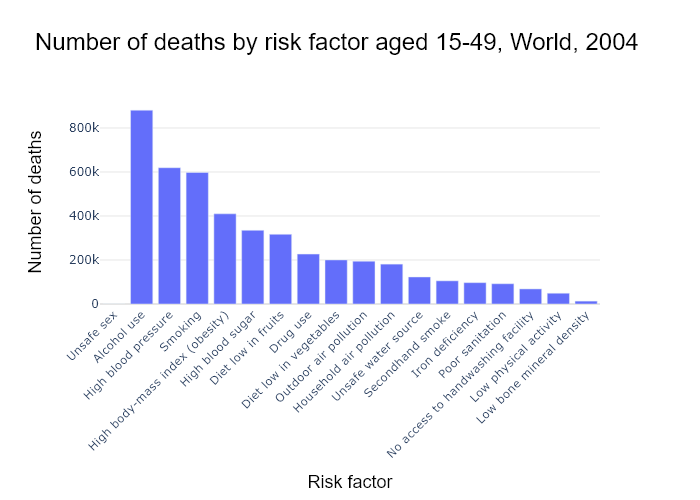 Number of deaths by risk factor aged 15-49, World, 2004
Number of deaths
800k
600k
400k
200k
0
Unsafe sex
Alcohol use
High blood pressure
Smoking
High body-mass index (obesity)
High blood sugar
Diet low in fruits
Drug use
Diet low in vegetables
Outdoor air pollution
Household air pollution
Unsafe water source
Secondhand smoke
Iron deficiency
Poor sanitation
No access to handwashing facility
Low physical activity
Low bone mineral density
Risk factor